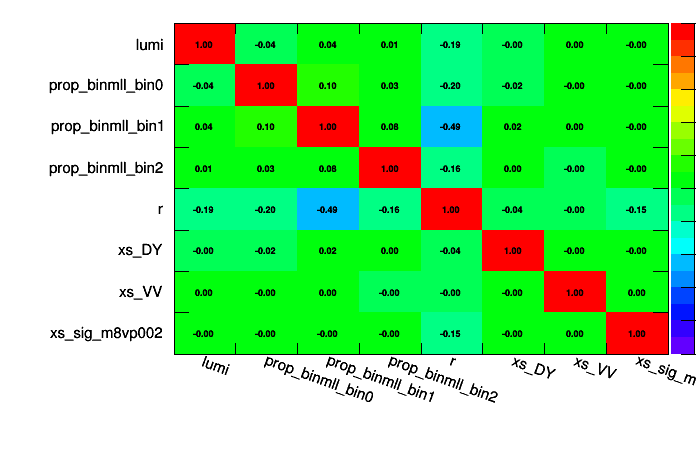 lumi 1.00 -0.04 0.04 0.01 -0.19 -0.00 0.00 -0.00
prop_binmll_bin0 -0.04 1.00 0.10 0.03 -0.20 -0.02 -0.00 -0.00
prop_binmll_bin1 0.04 0.10 1.00 0.08 -0.49 0.02 0.00 -0.00
prop_binmll_bin2 0.01 0.03 0.08 1.00 -0.16 0.00 -0.00 -0.00
r -0.19 -0.20 -0.49 -0.16 1.00 -0.04 -0.00 -0.15
xs_DY -0.00 -0.02 0.02 0.00 -0.04 1.00 -0.00 -0.00
xs_VV 0.00 -0.00 0.00 -0.00 -0.00 -0.00 1.00 0.00
xs_sig_m8vp002 -0.00 -0.00 -0.00 -0.00 -0.15 -0.00 0.00 1.00
lumi
prop_binmll_bin0
prop_binmll_bin1
prop_binmll_bin2
r
xs_DY
xs_VV
xs_sig_m